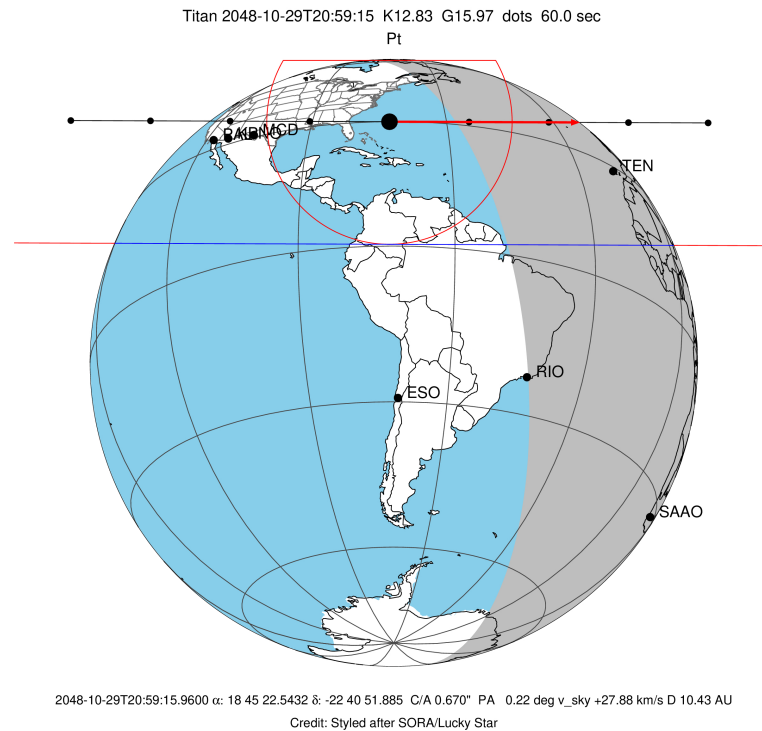 Titan 2048-10-29T20:59:15 K12.83 G15.97 dots 60.0 sec
Pt
MCD
TEN
RIO
ESO
SAAO
2048-10-29T20:59:15.9600 α: 18 45 22.5432 δ: -22 40 51.885 C/A 0.670" PA 0.22 deg v_sky +27.88 km/s D 10.43 AU
Credit: Styled after SORA/Lucky Star